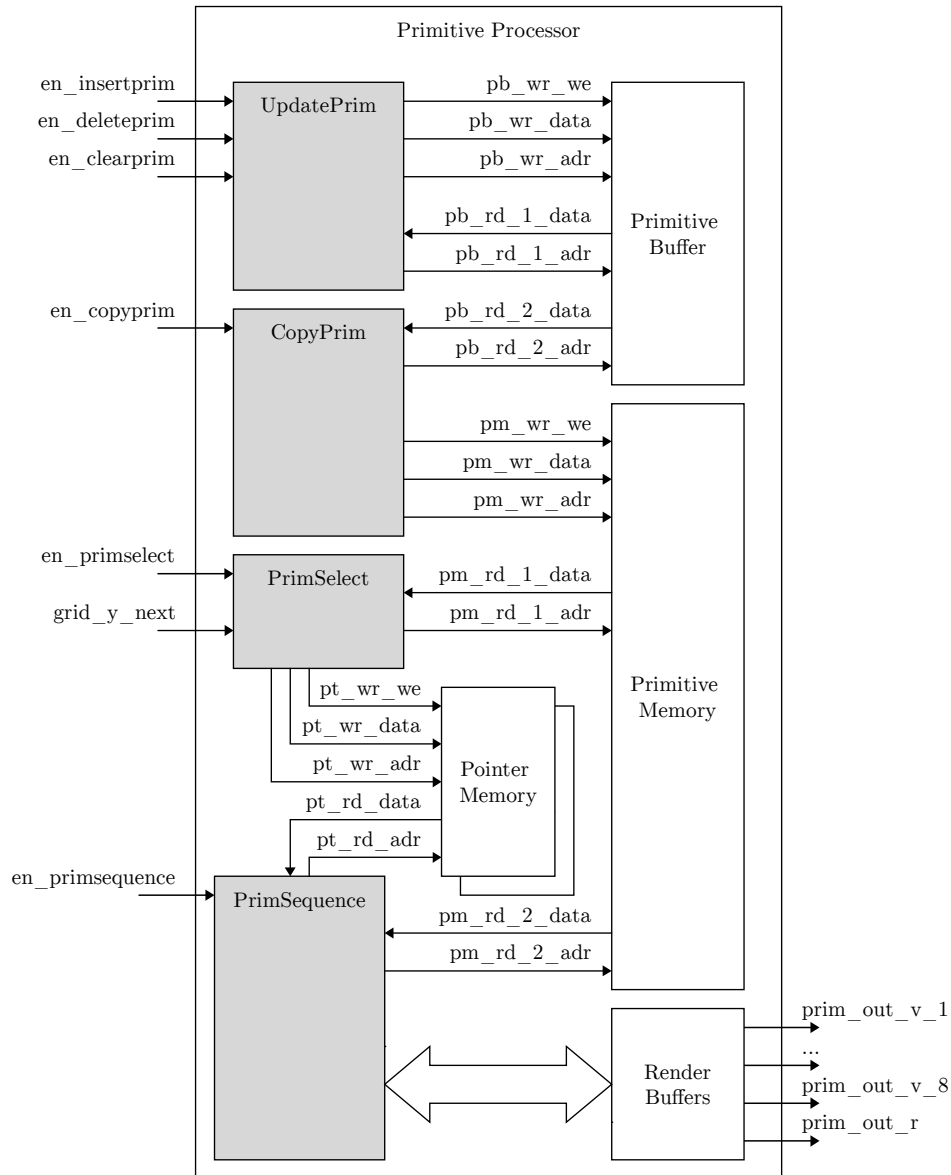 Primitive Processor
en_insertprim
en_deleteprim
en_clearprim
UpdatePrim
pb_wr_we
pb_wr_data
pb_wr_adr
pb_rd_1_data
pb_rd_1_adr
Primitive
Buffer
en_copyprim
CopyPrim
pb_rd_2_data
pb_rd_2_adr
pm_wr_we
pm_wr_data
pm_wr_adr
en_primselect
grid_y_next
PrimSelect
pm_rd_1_data
pm_rd_1_adr
Primitive
Memory
pt_wr_we
pt_wr_data
pt_wr_adr
pt_rd_data
pt_rd_adr
Pointer
Memory
en_primsequence
PrimSequence
pm_rd_2_data
pm_rd_2_adr
Render
Buffers
prim_out_v_1
...
prim_out_v_8
prim_out_r